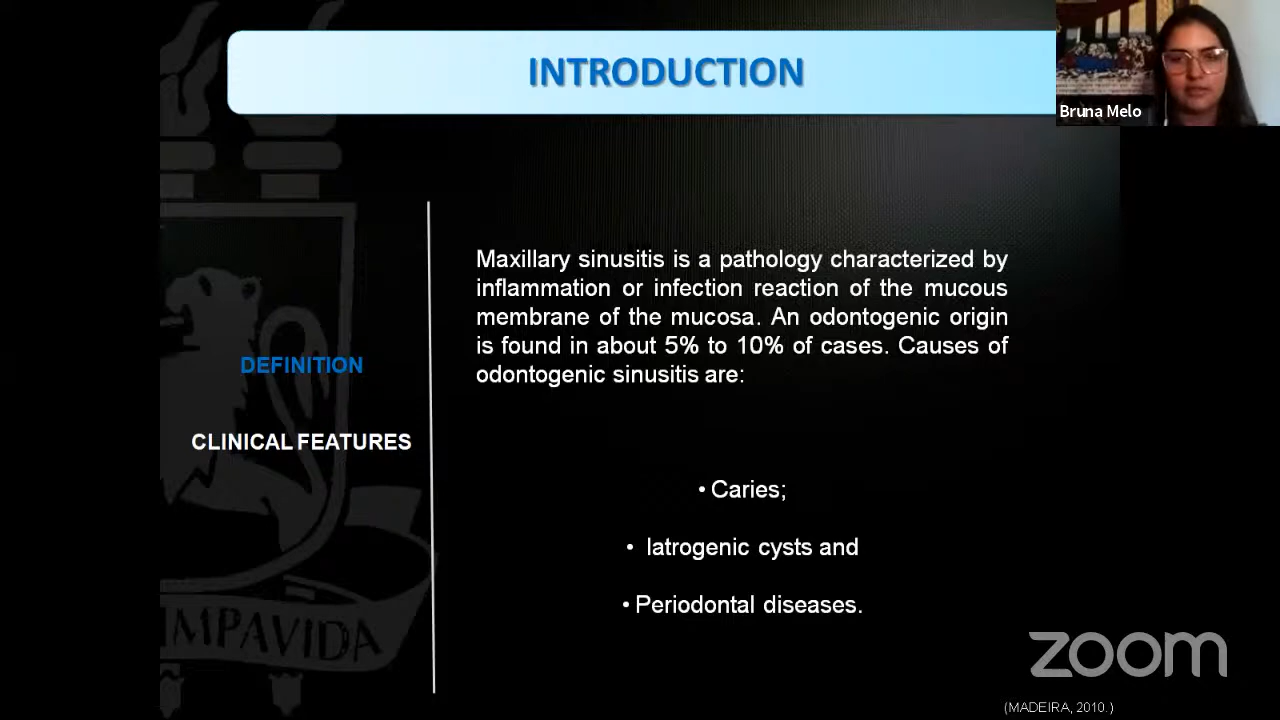 INTRODUCTION
Bruna Melo
Maxillary sinusitis is a pathology characterized by
inflammation or infection reaction of the mucous
membrane of the mucosa. An odontogenic origin
is found in about 5% to 10% of cases. Causes of
odontogenic sinusitis are:
DEFINITION
CLINICAL FEATURES
• Caries;
• Iatrogenic cysts and
• Periodontal diseases.
IMPAVIDA
zoom
(MADEIRA, 2010.)